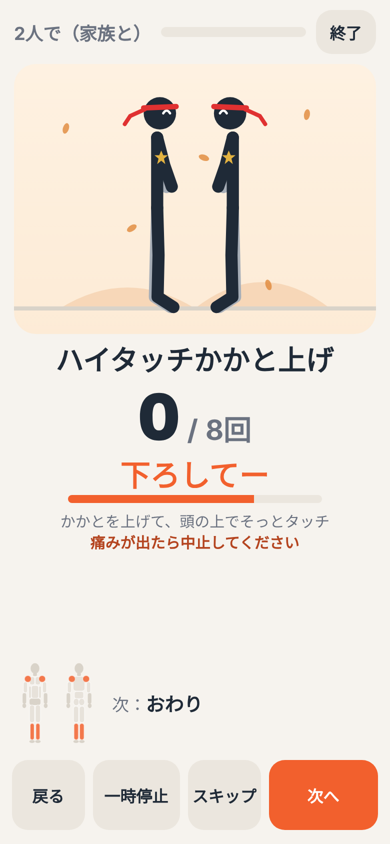 2人で（家族と）
終了
ハイタッチかかと上げ
0 / 8回
下ろしてー
かかとを上げて、頭の上でそっとタッチ
痛みが出たら中止してください
次：おわり
戻る
一時停止
スキップ
次へ